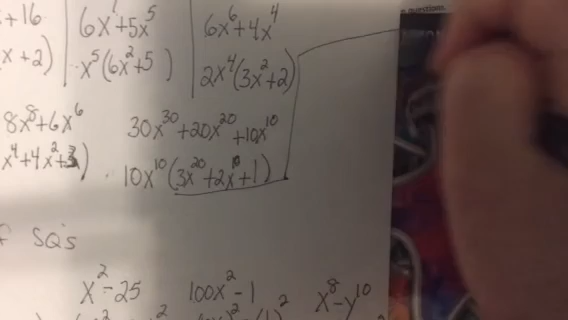 +16
6x⁷+5x⁵
6x⁶+4x⁴
x+2)
x⁵(6x²+5)
2x⁴(3x²+2)
8x⁸+6x⁶
30x³⁰+20x²⁰+10x¹⁰
x⁴+4x²+3)
10x¹⁰(3x²⁰+2x¹⁰+1)
f SQ's
x²-25
100x²-1
x⁸-y¹⁰
questions.